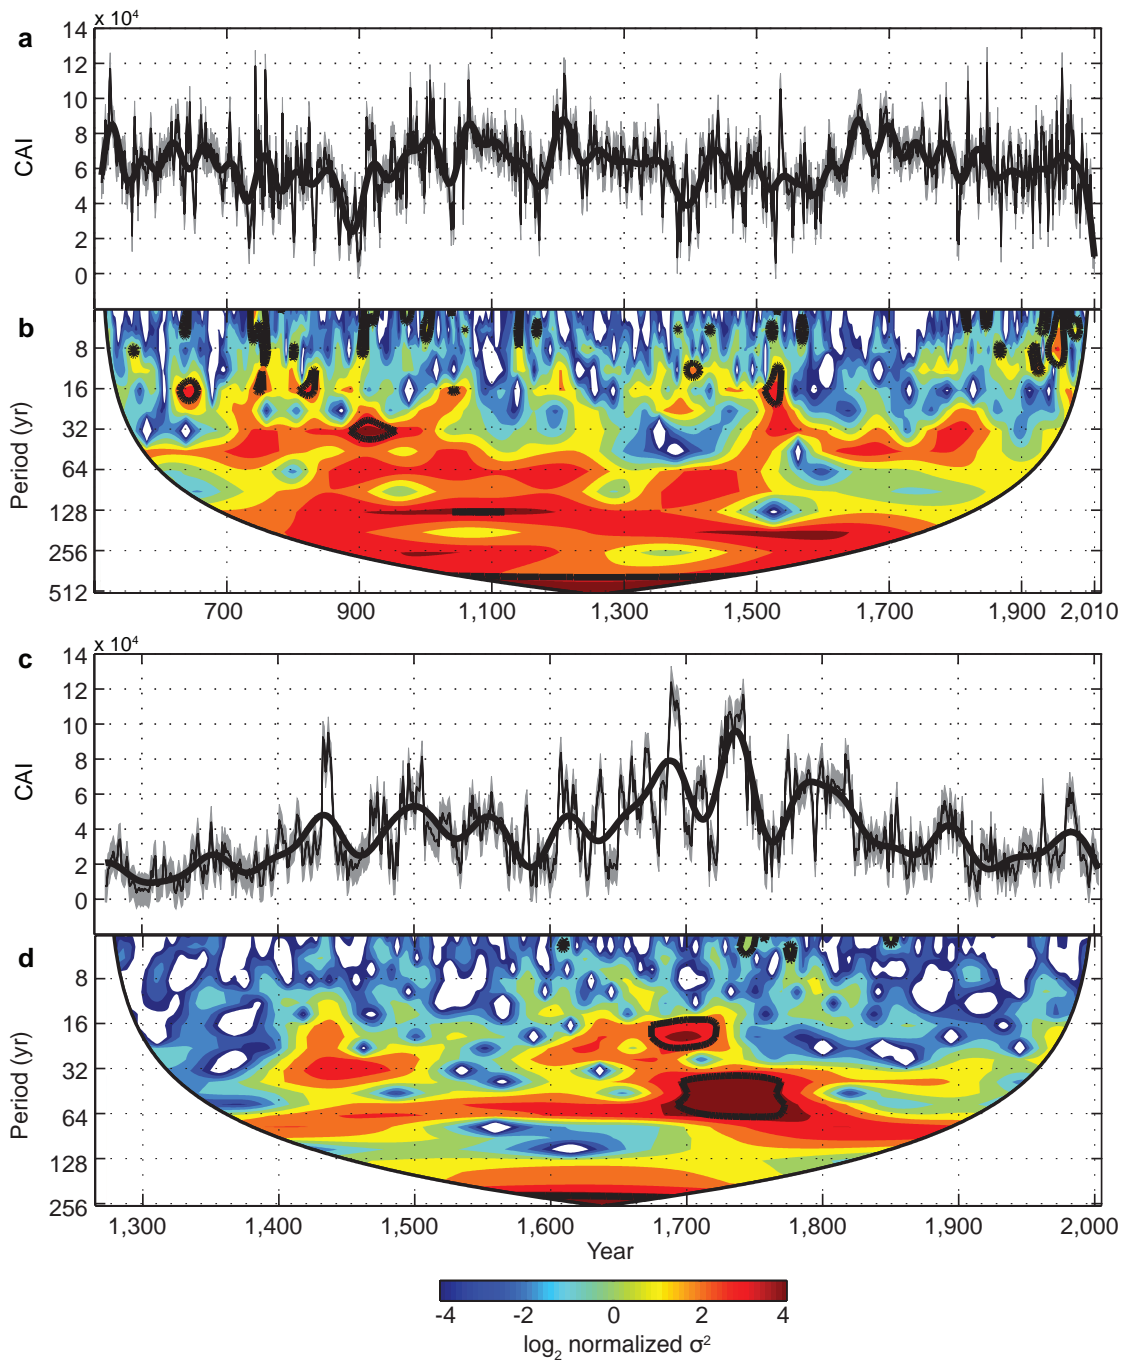 a
x 10⁴
14
12
10
8
6
4
2
0
CAI
b
8
16
32
64
128
256
512
Period (yr)
700 900 1,100 1,300 1,500 1,700 1,900 2,010
c
x 10⁴
14
12
10
8
6
4
2
0
CAI
d
8
16
32
64
128
256
Period (yr)
1,300 1,400 1,500 1,600 1,700 1,800 1,900 2,000
Year
-4 -2 0 2 4
log₂ normalized σ²